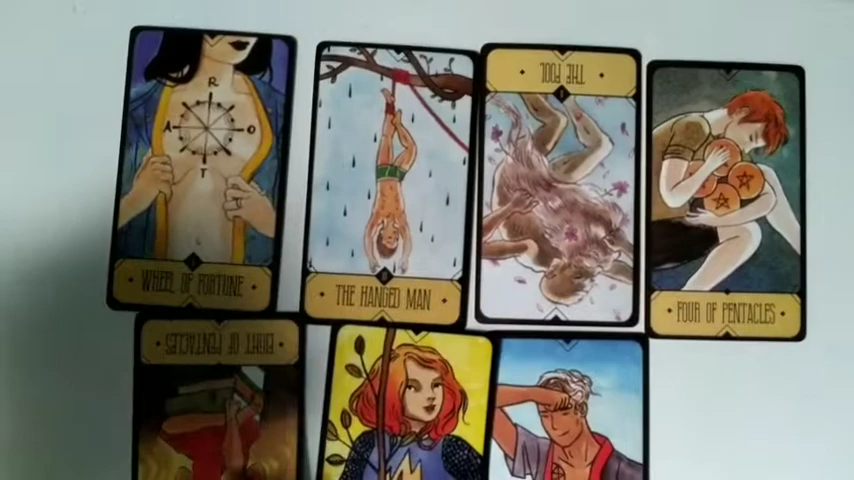 R
A O
T
WHEEL OF FORTUNE
THE HANGED MAN
THE FOOL
FOUR OF PENTACLES
EIGHT OF PENTACLES